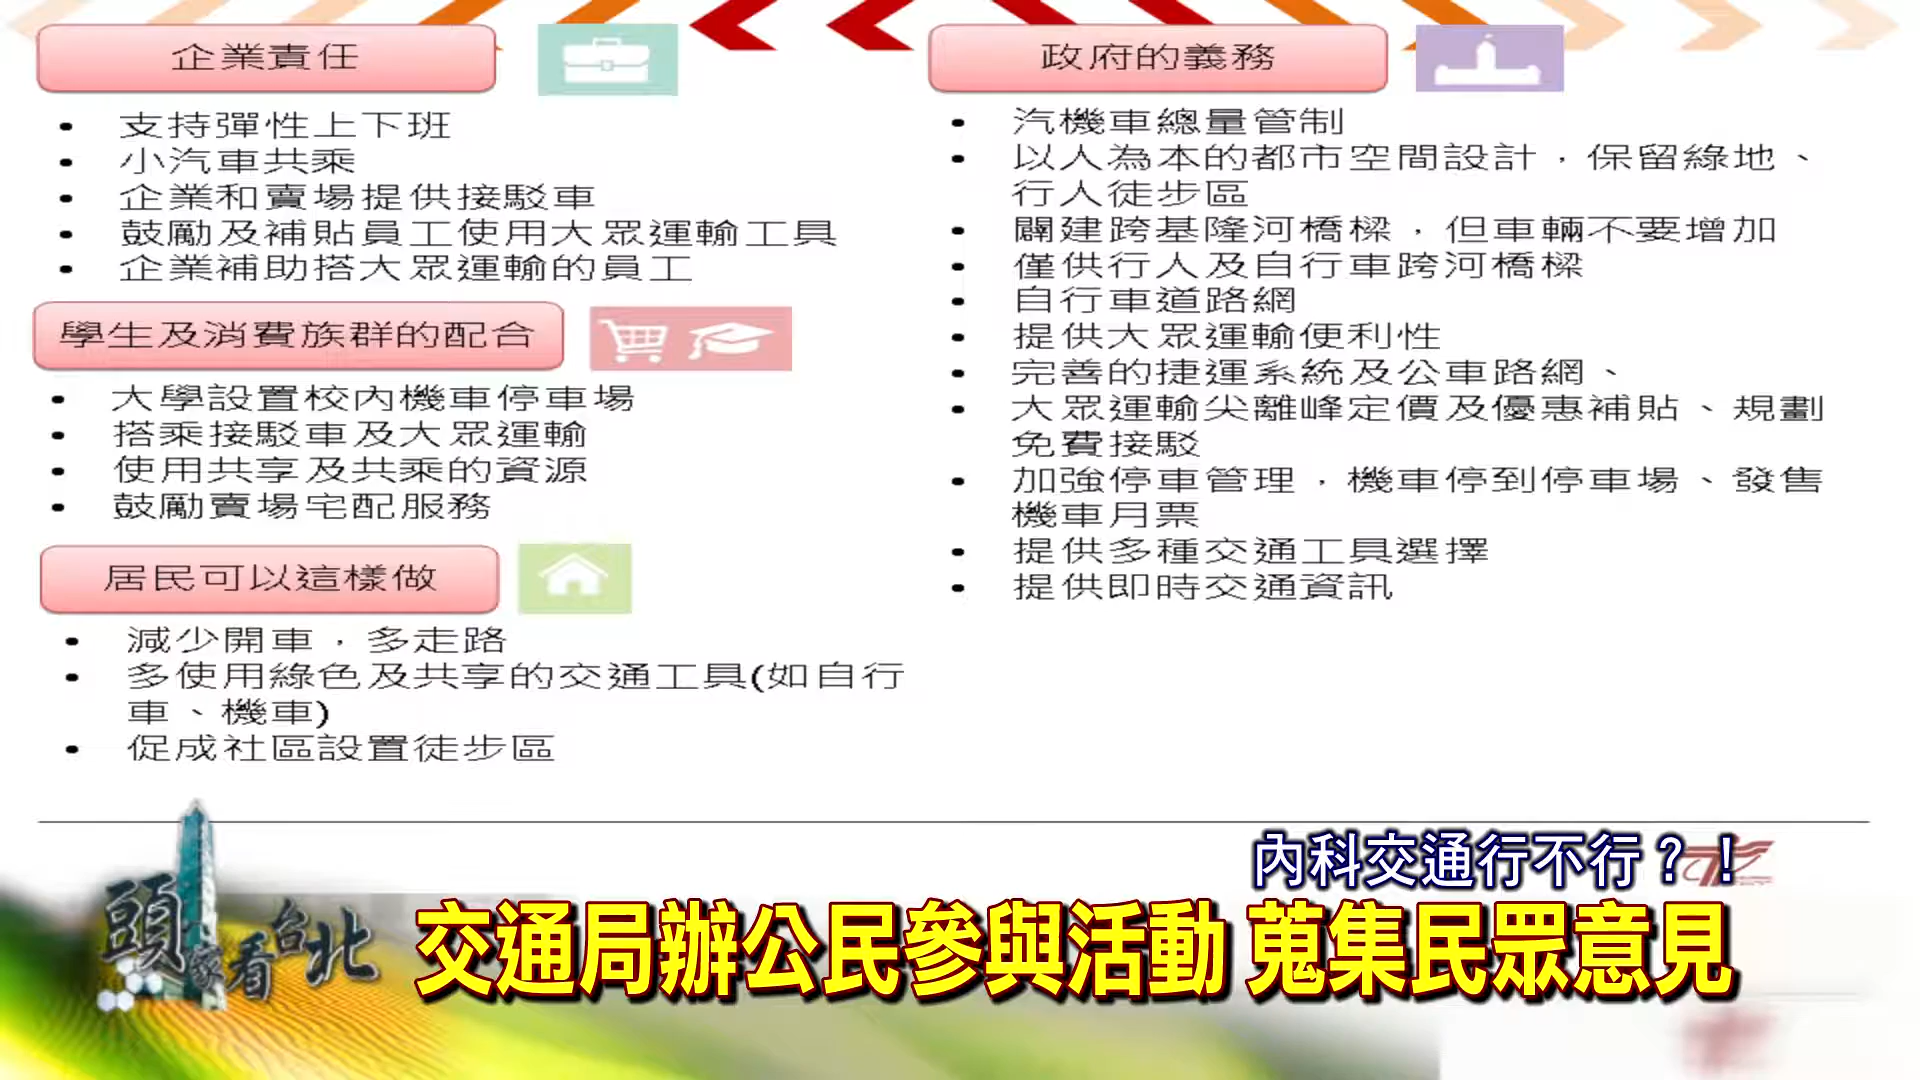 企業責任
• 支持彈性上下班
• 小汽車共乘
• 企業和賣場提供接駁車
• 鼓勵及補貼員工使用大眾運輸工具
• 企業補助搭大眾運輸的員工
學生及消費族群的配合
• 大學設置校內機車停車場
• 搭乘接駁車及大眾運輸
• 使用共享及共乘的資源
• 鼓勵賣場宅配服務
居民可以這樣做
• 減少開車，多走路
• 多使用綠色及共享的交通工具(如自行
車、機車)
• 促成社區設置徒步區
政府的義務
• 汽機車總量管制
• 以人為本的都市空間設計，保留綠地、
行人徒步區
• 闢建跨基隆河橋樑，但車輛不要增加
• 僅供行人及自行車跨河橋樑
• 自行車道路網
• 提供大眾運輸便利性
• 完善的捷運系統及公車路網、
• 大眾運輸尖離峰定價及優惠補貼、規劃
免費接駁
• 加強停車管理，機車停到停車場、發售
機車月票
• 提供多種交通工具選擇
• 提供即時交通資訊
內科交通行不行？！
頭家看台北
交通局辦公民參與活動 蒐集民眾意見